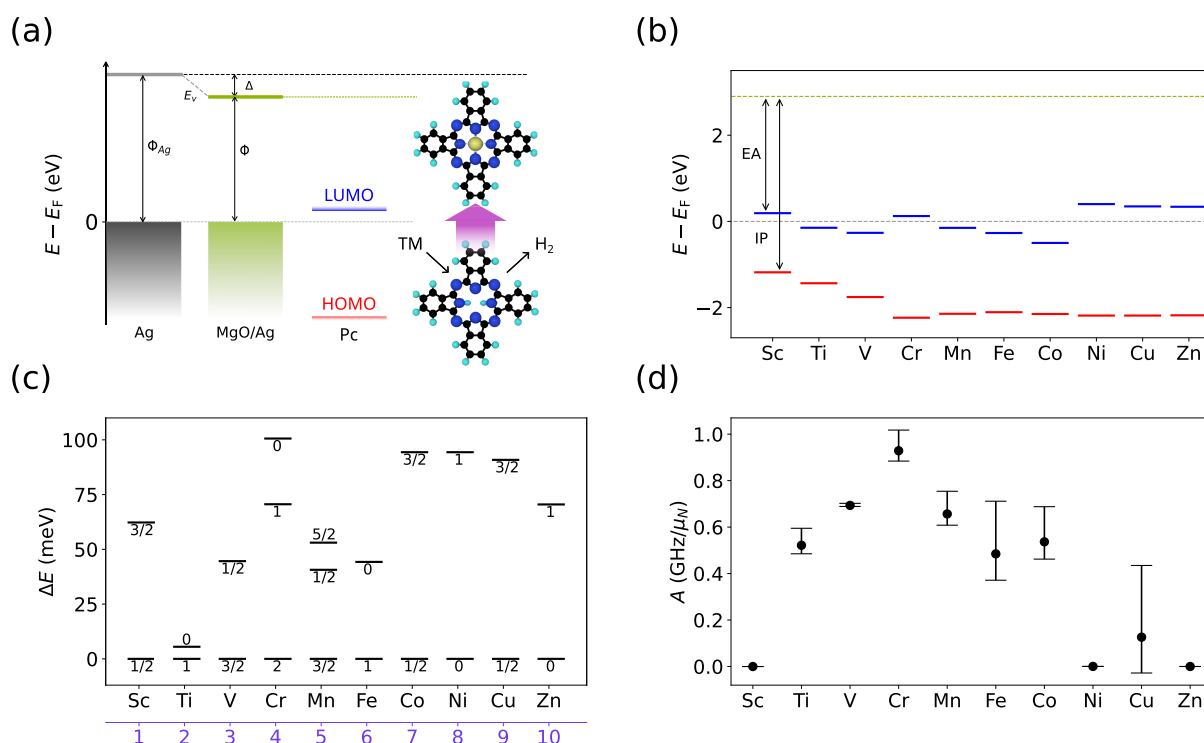 (a)
E − E_F (eV)
0
E_v
Δ
Φ_Ag
Φ
LUMO
HOMO
Ag
MgO/Ag
Pc
TM
H₂
(b)
E − E_F (eV)
2
0
−2
EA
IP
Sc Ti V Cr Mn Fe Co Ni Cu Zn
(c)
ΔE (meV)
100
75
50
25
0
0
3/2 1 3/2
1
1
3/2
5/2
1/2 1/2 0
0
1/2 1 3/2 2 3/2 1 1/2 0 1/2 0
Sc Ti V Cr Mn Fe Co Ni Cu Zn
1 2 3 4 5 6 7 8 9 10
(d)
A (GHz/μ_N)
1.0
0.8
0.6
0.4
0.2
0.0
Sc Ti V Cr Mn Fe Co Ni Cu Zn